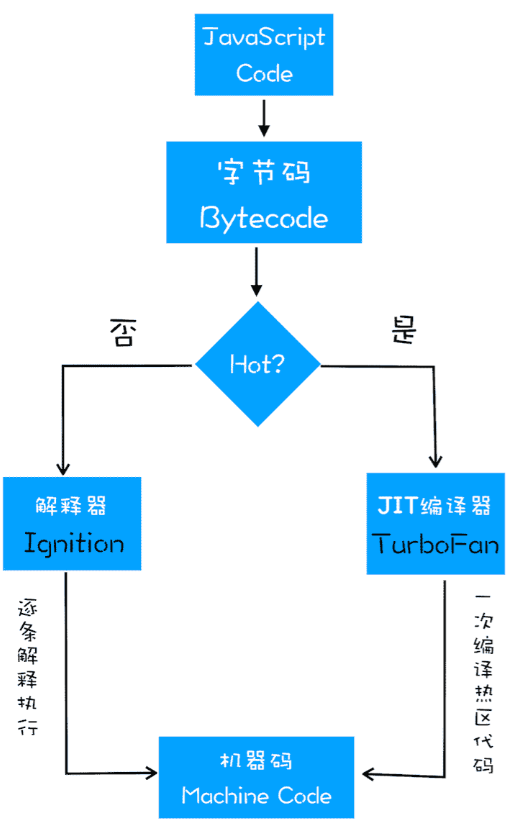 JavaScript
Code
字节码
Bytecode
否
是
Hot?
解释器
Ignition
JIT编译器
TurboFan
逐条解释执行
一次编译热区代码
机器码
Machine Code